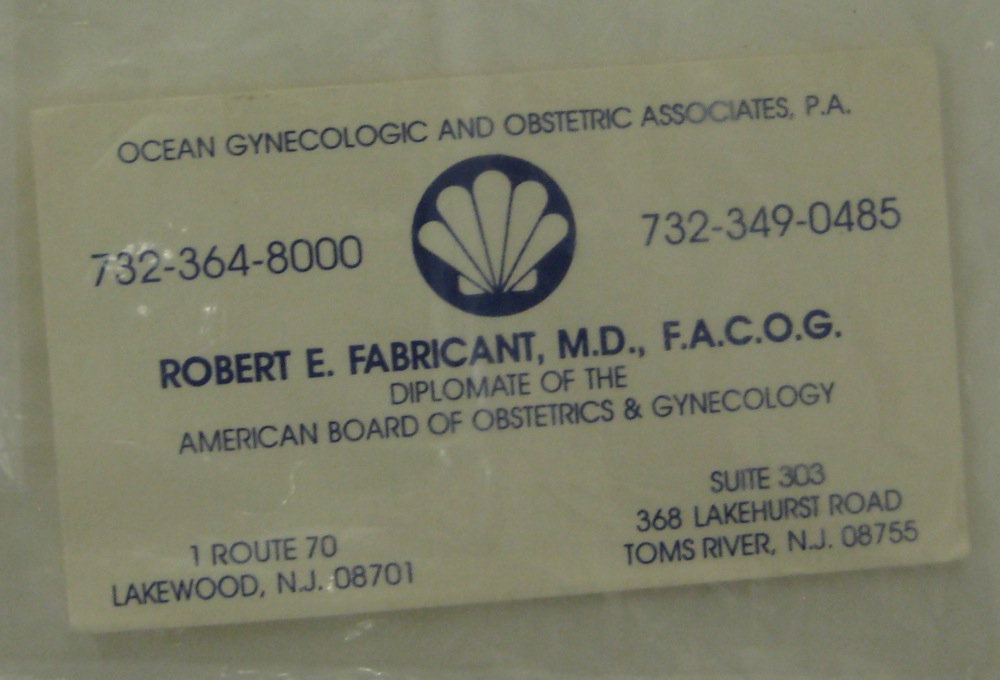 OCEAN GYNECOLOGIC AND OBSTETRIC ASSOCIATES, P.A.
732-364-8000
732-349-0485
ROBERT E. FABRICANT, M.D., F.A.C.O.G.
DIPLOMATE OF THE
AMERICAN BOARD OF OBSTETRICS & GYNECOLOGY
1 ROUTE 70
LAKEWOOD, N.J. 08701
SUITE 303
368 LAKEHURST ROAD
TOMS RIVER, N.J. 08755